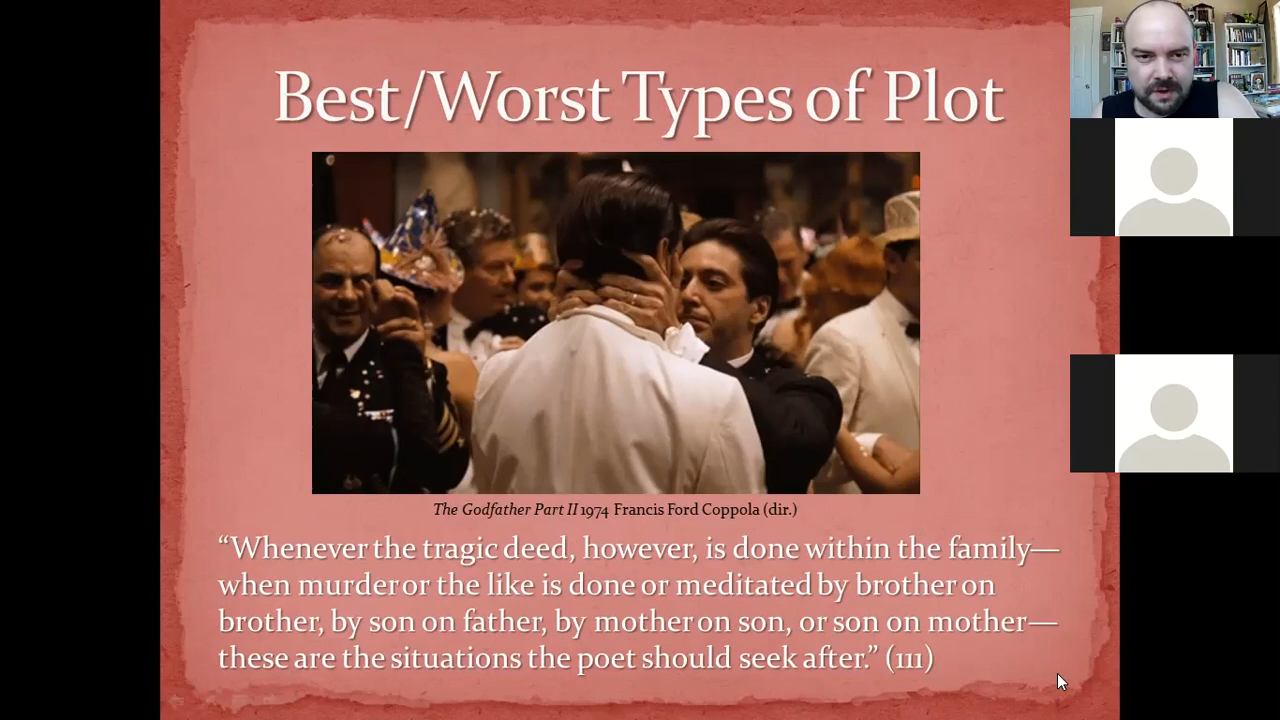 Best/Worst Types of Plot
The Godfather Part II 1974 Francis Ford Coppola (dir.)
“Whenever the tragic deed, however, is done within the family—
when murder or the like is done or meditated by brother on
brother, by son on father, by mother on son, or son on mother—
these are the situations the poet should seek after.” (111)